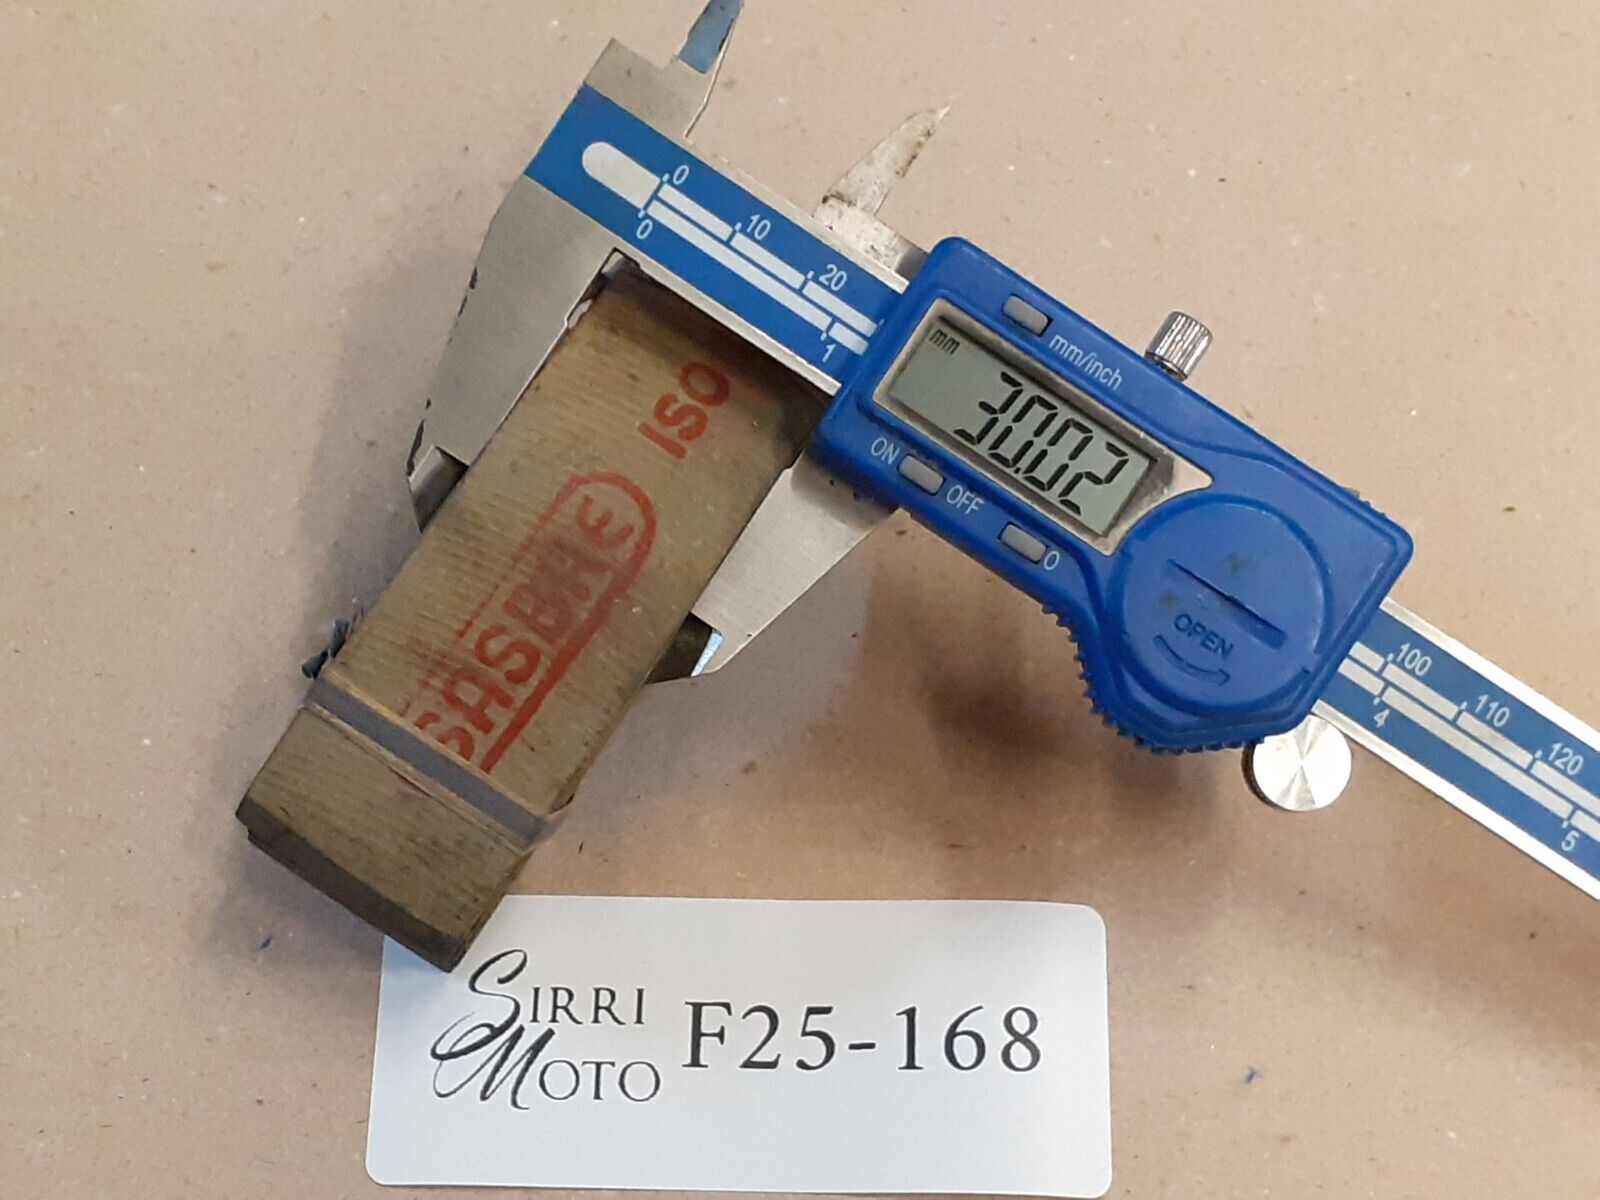 0 10 20
0 1
mm/inch
mm
30.02
ON
OFF
0
OPEN
100 110 120
4 5
ISO
SIRRI
MOTO
F25-168